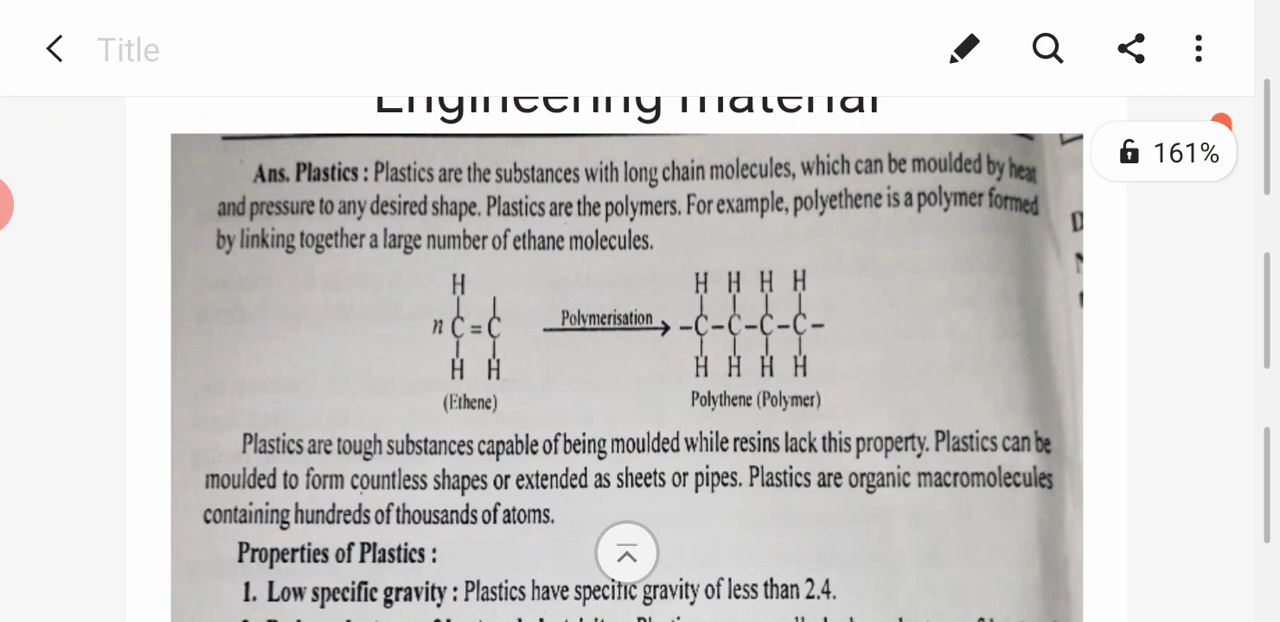 Title
Engineering material
161%
Ans. Plastics : Plastics are the substances with long chain molecules, which can be moulded by heat
and pressure to any desired shape. Plastics are the polymers. For example, polyethene is a polymer formed
by linking together a large number of ethane molecules.
H H H H H
n C = C Polymerisation –C–C–C–C–
H H H H H H
(Ethene) Polythene (Polymer)
Plastics are tough substances capable of being moulded while resins lack this property. Plastics can be
moulded to form countless shapes or extended as sheets or pipes. Plastics are organic macromolecules
containing hundreds of thousands of atoms.
Properties of Plastics :
1. Low specific gravity : Plastics have specific gravity of less than 2.4.